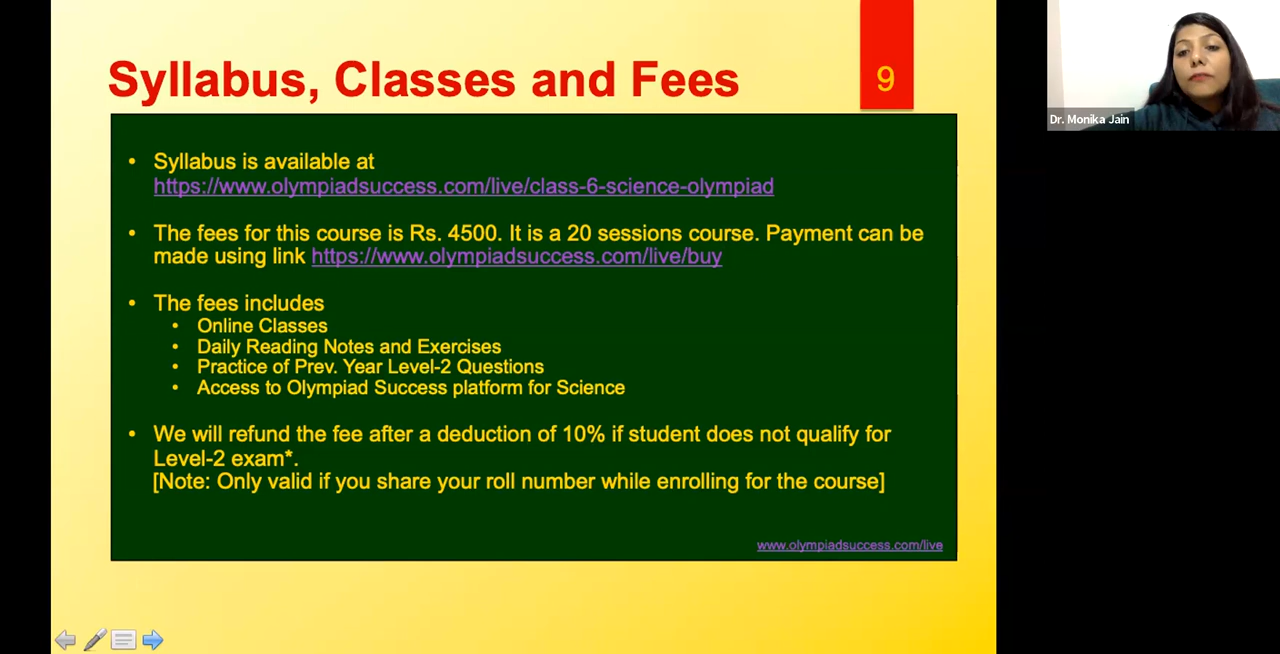 Syllabus, Classes and Fees
9
Dr. Monika Jain
• Syllabus is available at
https://www.olympiadsuccess.com/live/class-6-science-olympiad
• The fees for this course is Rs. 4500. It is a 20 sessions course. Payment can be
made using link https://www.olympiadsuccess.com/live/buy
• The fees includes
• Online Classes
• Daily Reading Notes and Exercises
• Practice of Prev. Year Level-2 Questions
• Access to Olympiad Success platform for Science
• We will refund the fee after a deduction of 10% if student does not qualify for
Level-2 exam*.
[Note: Only valid if you share your roll number while enrolling for the course]
www.olympiadsuccess.com/live